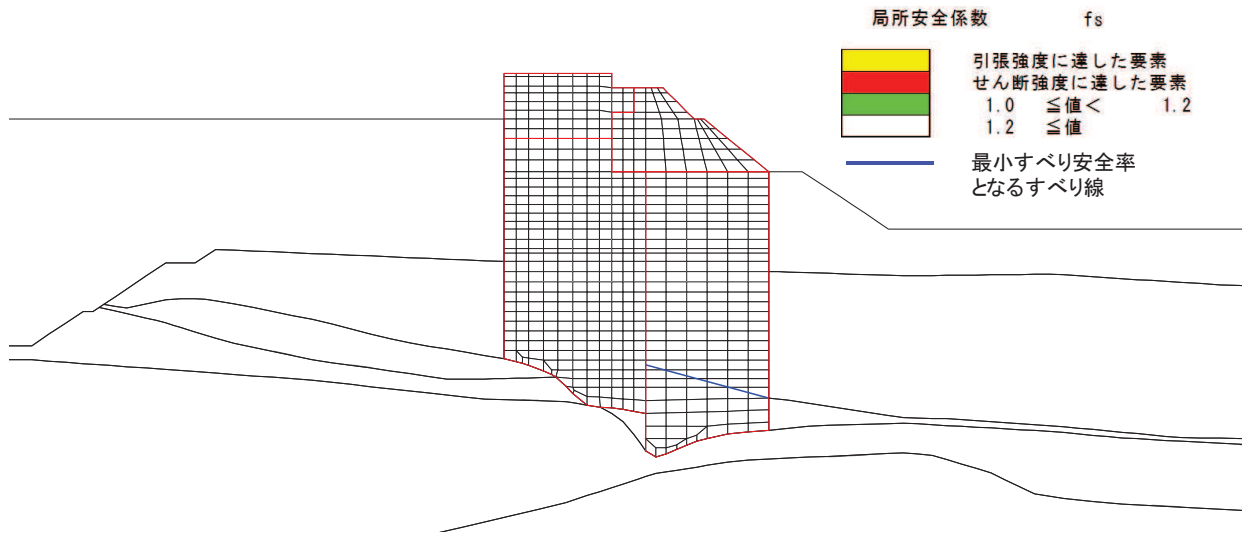 局所安全係数 fs
引張強度に達した要素
せん断強度に達した要素
1.0 ≦値< 1.2
1.2 ≦値
最小すべり安全率
となるすべり線